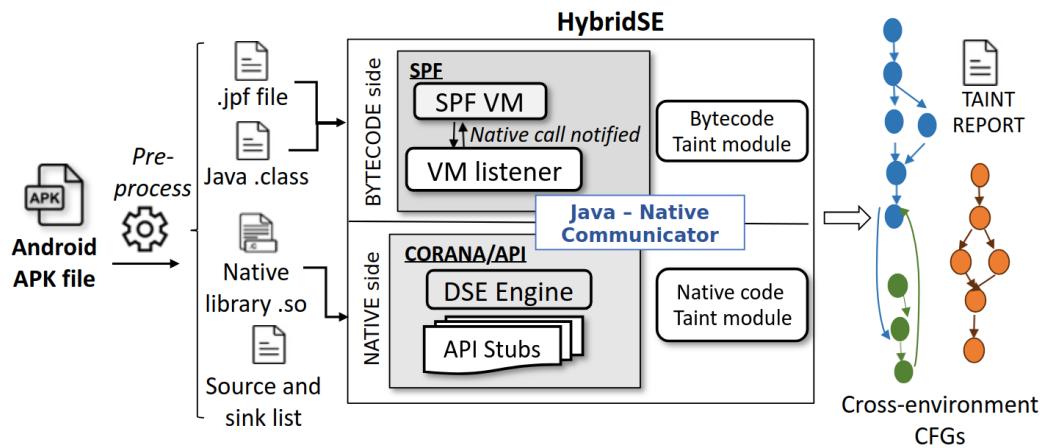 HybridSE
APK
Android
APK file
Pre-
process
.jpf file
Java .class
Native
library .so
Source and
sink list
BYTECODE side
SPF
SPF VM
Native call notified
VM listener
Bytecode
Taint module
Java – Native
Communicator
NATIVE side
CORANA/API
DSE Engine
API Stubs
Native code
Taint module
TAINT
REPORT
Cross-environment
CFGs